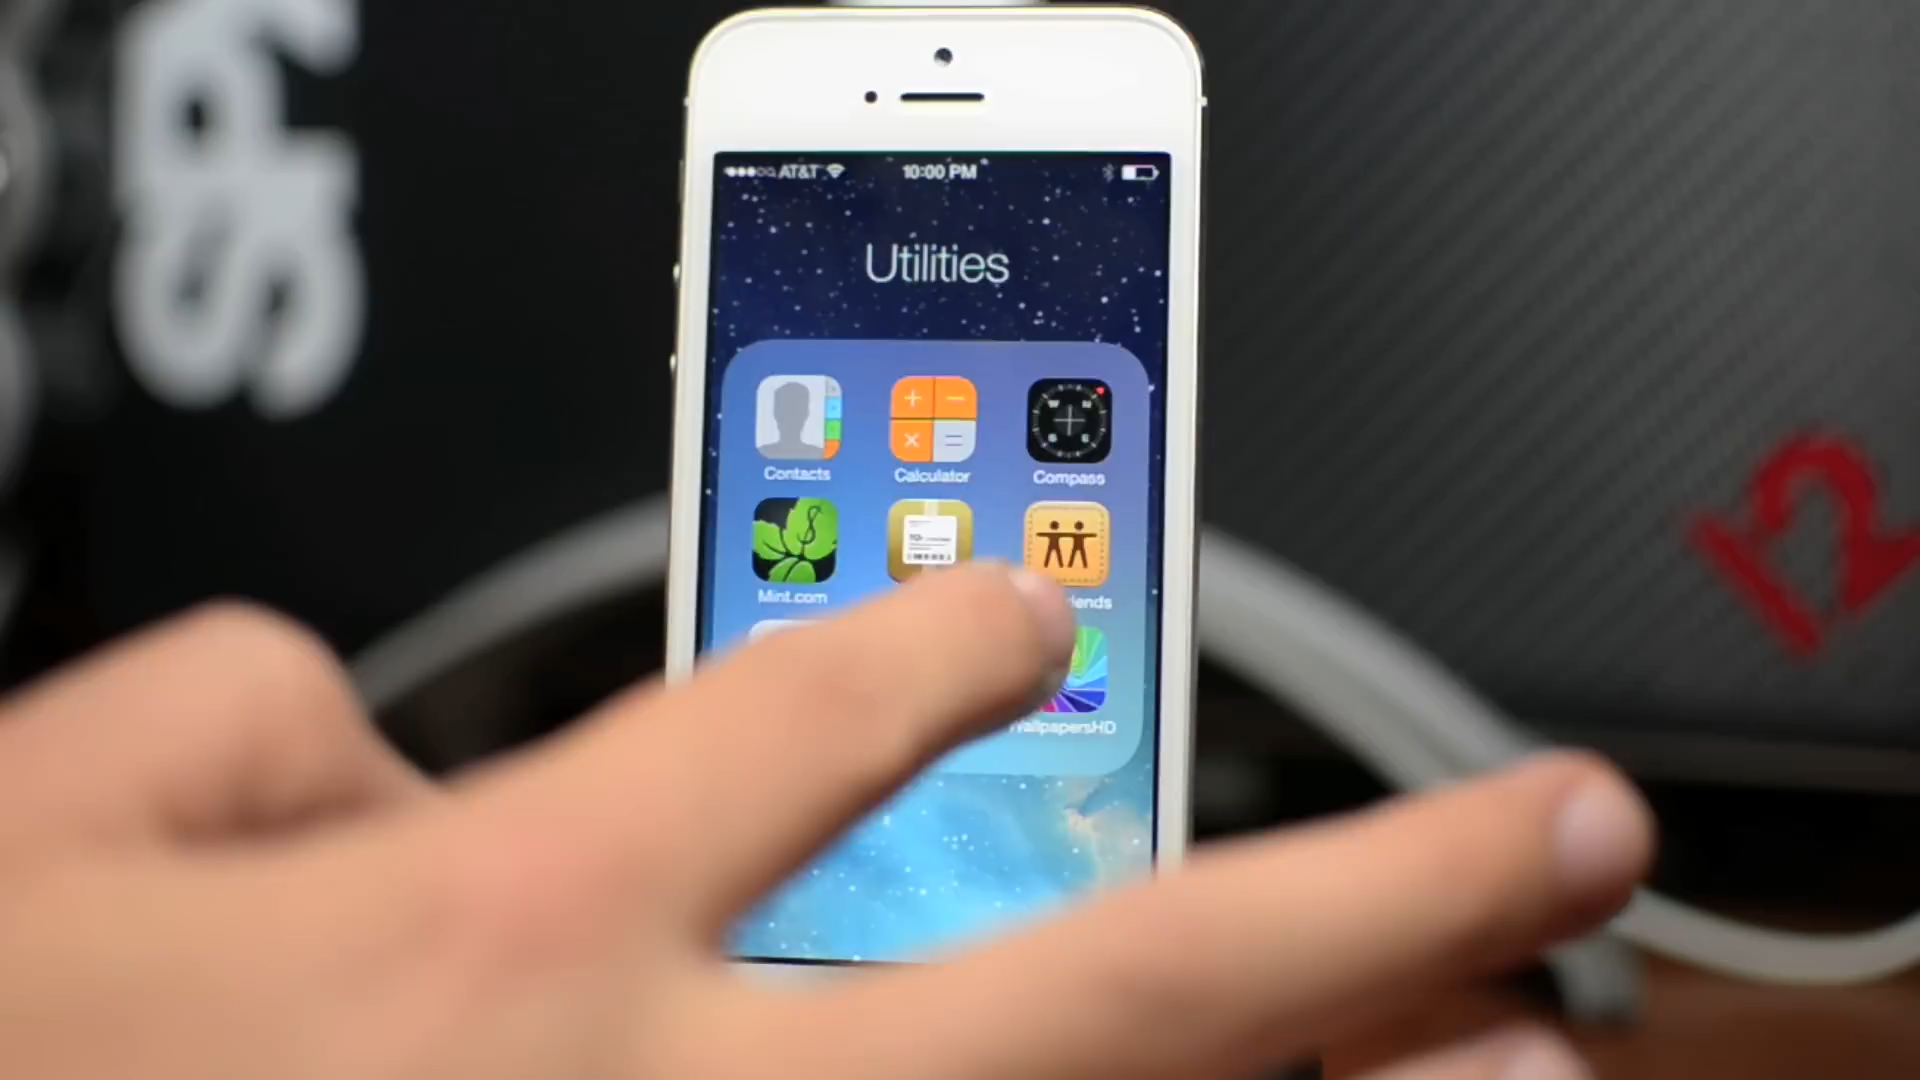 AT&T 10:00 PM
Utilities
Contacts Calculator Compass
Mint.com
WallpapersHD